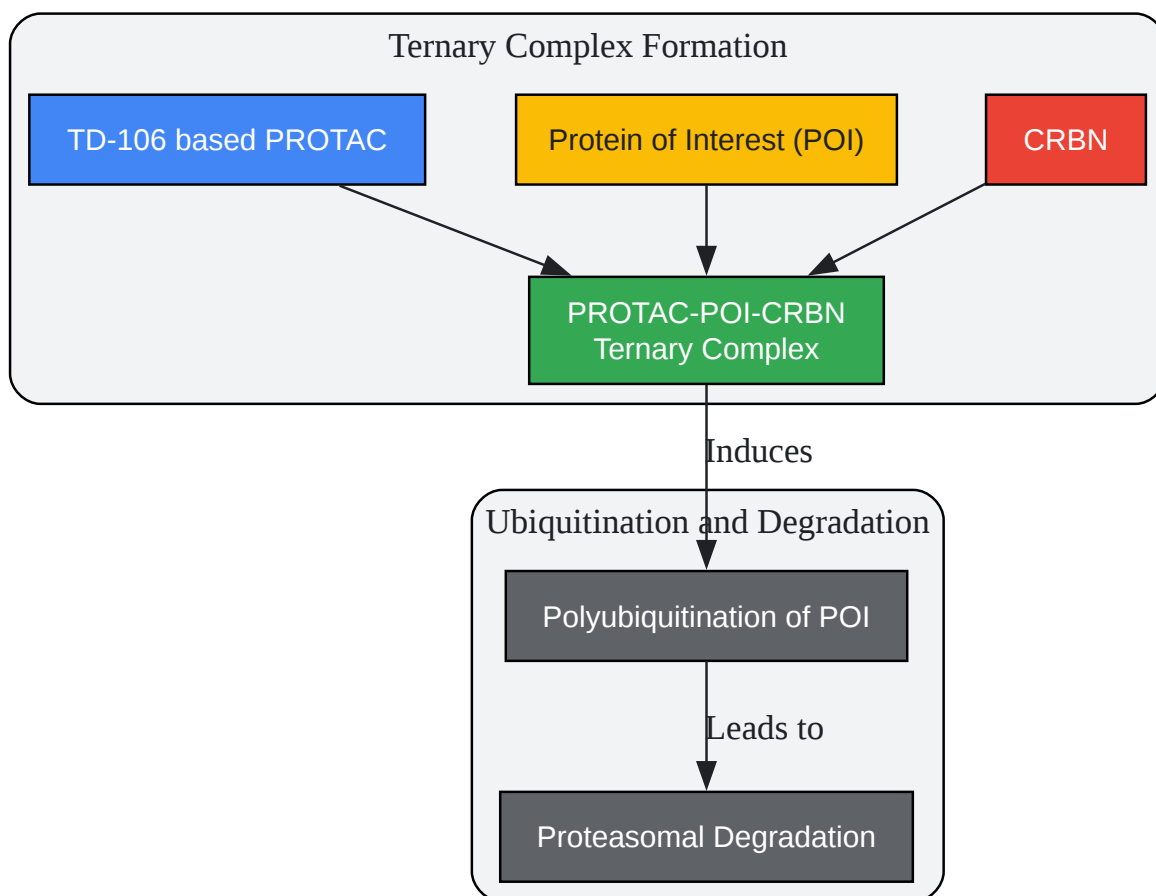 Ternary Complex Formation
TD-106 based PROTAC
Protein of Interest (POI)
CRBN
PROTAC-POI-CRBN
Ternary Complex
Induces
Ubiquitination and Degradation
Polyubiquitination of POI
Leads to
Proteasomal Degradation